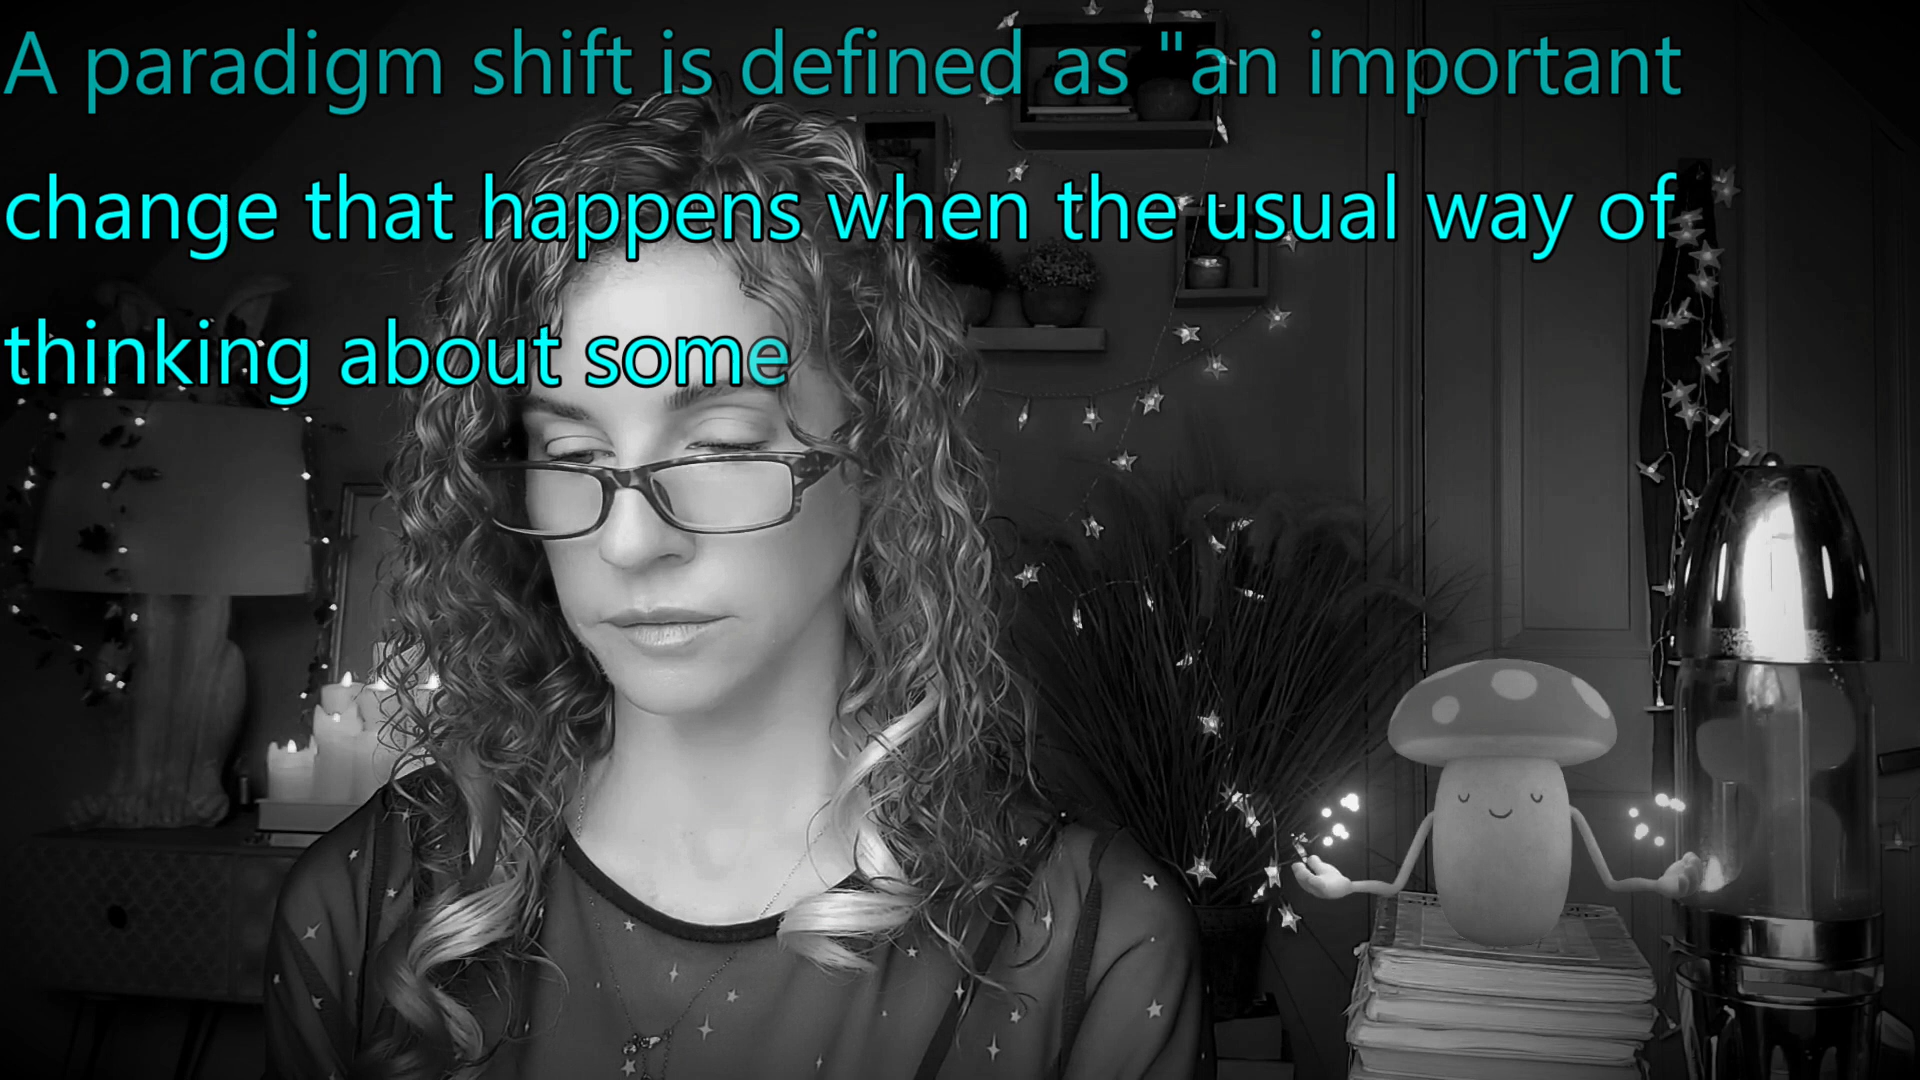 A paradigm shift is defined as "an important
change that happens when the usual way of
thinking about some